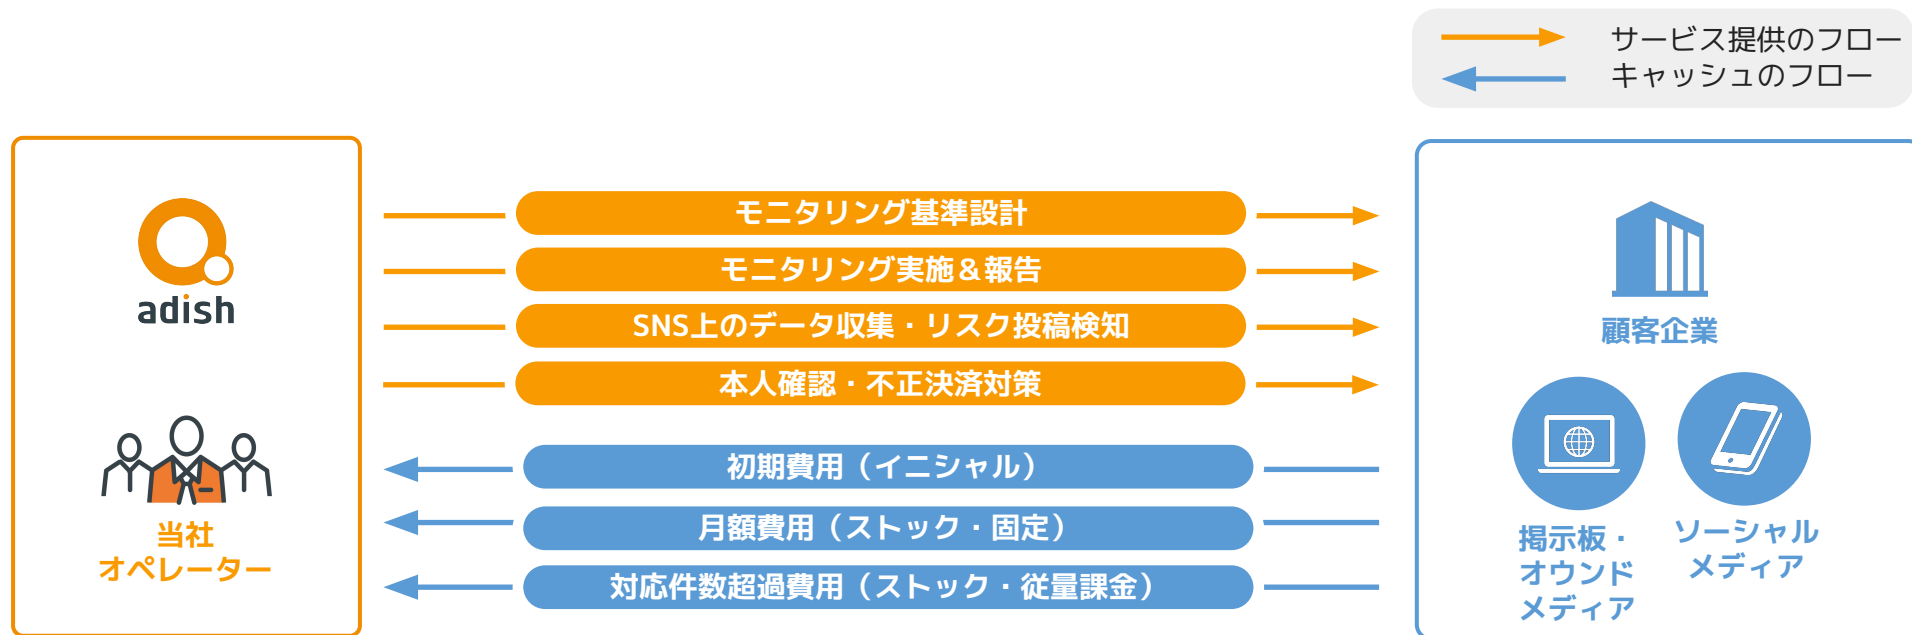 サービス提供のフロー
キャッシュのフロー
adish
当社
オペレーター
モニタリング基準設計
モニタリング実施＆報告
SNS上のデータ収集・リスク投稿検知
本人確認・不正決済対策
初期費用（イニシャル）
月額費用（ストック・固定）
対応件数超過費用（ストック・従量課金）
顧客企業
掲示板・
オウンド
メディア
ソーシャル
メディア